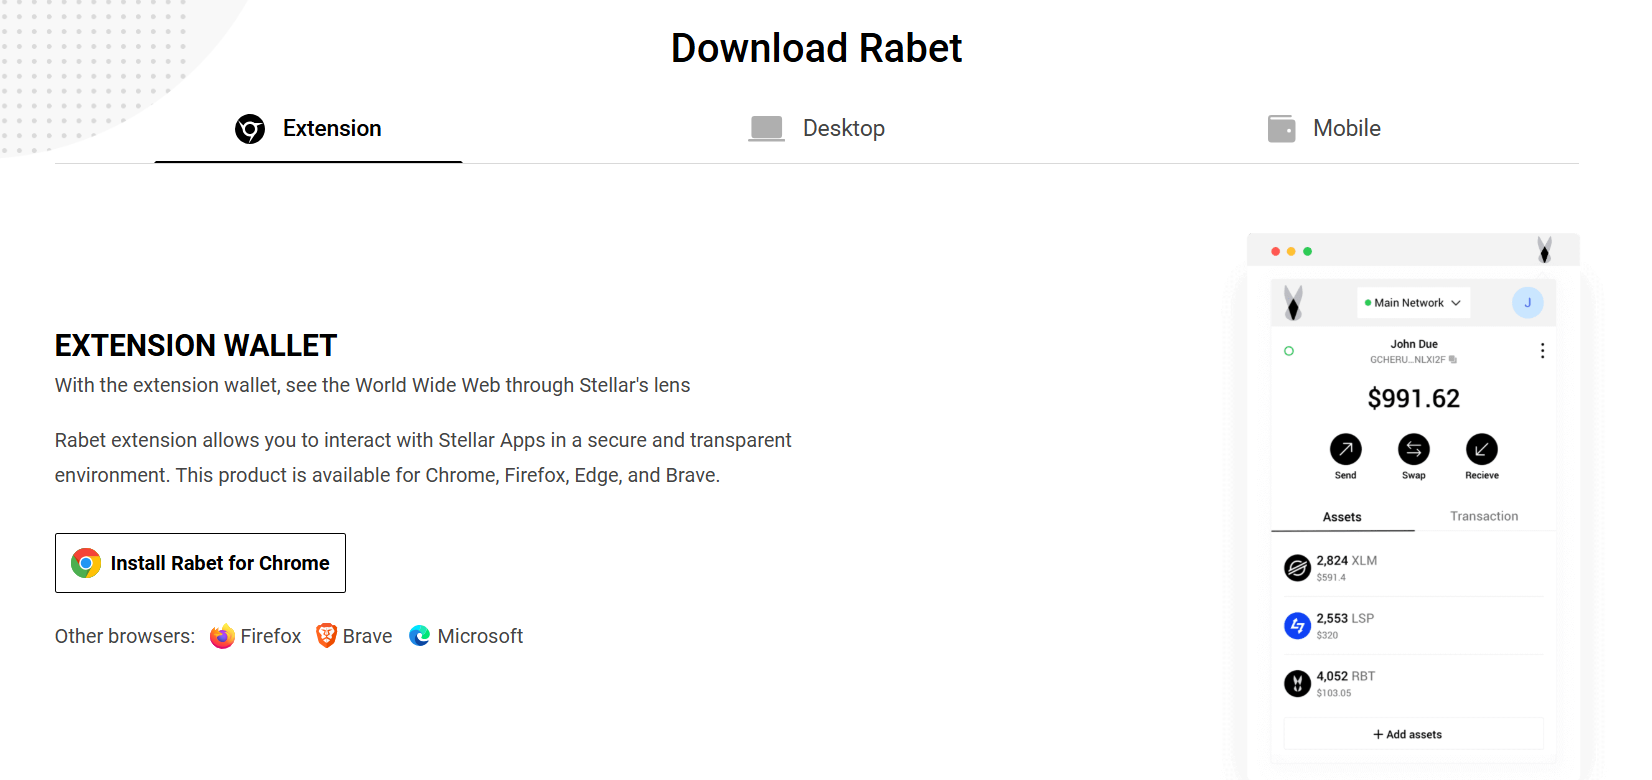 Download Rabet
Extension
Desktop
Mobile
EXTENSION WALLET
With the extension wallet, see the World Wide Web through Stellar's lens
Rabet extension allows you to interact with Stellar Apps in a secure and transparent
environment. This product is available for Chrome, Firefox, Edge, and Brave.
Install Rabet for Chrome
Other browsers: Firefox Brave Microsoft
Main Network
J
John Due
GCHERU...NLXI2F
$991.62
Send
Swap
Recieve
Assets
Transaction
2,824 XLM
$591.4
2,553 LSP
$320
4,052 RBT
$103.05
+ Add assets